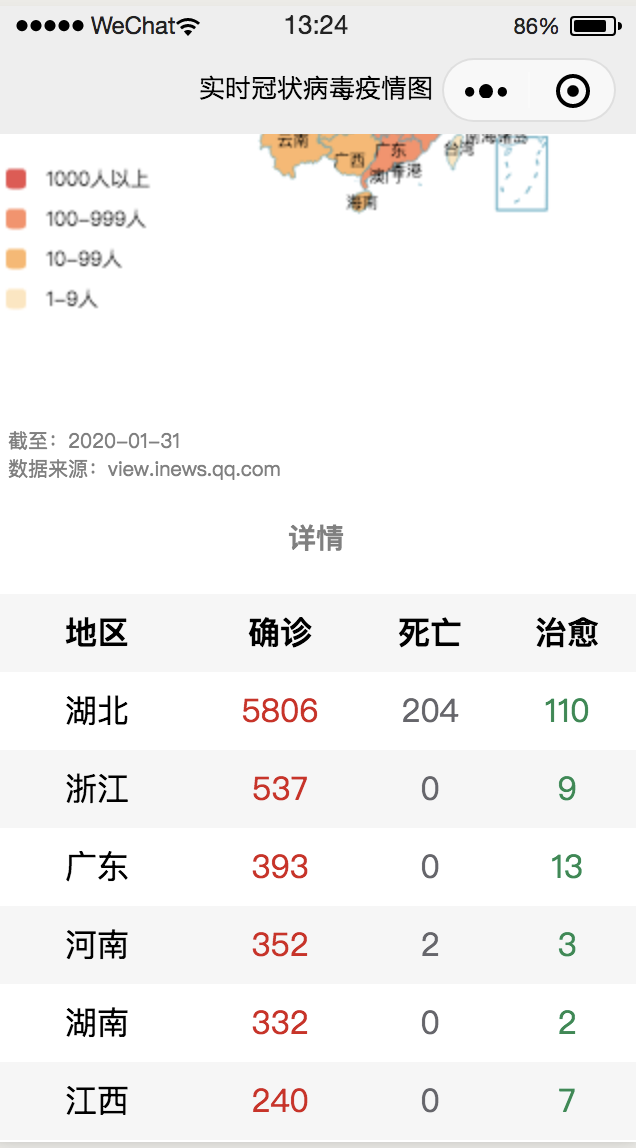 WeChat 13:24 86%
实时冠状病毒疫情图
云南
广西
广东
台湾
南海诸岛
澳门
香港
海南
1000人以上
100-999人
10-99人
1-9人
截至：2020-01-31
数据来源：view.inews.qq.com
详情
地区 确诊 死亡 治愈
湖北 5806 204 110
浙江 537 0 9
广东 393 0 13
河南 352 2 3
湖南 332 0 2
江西 240 0 7